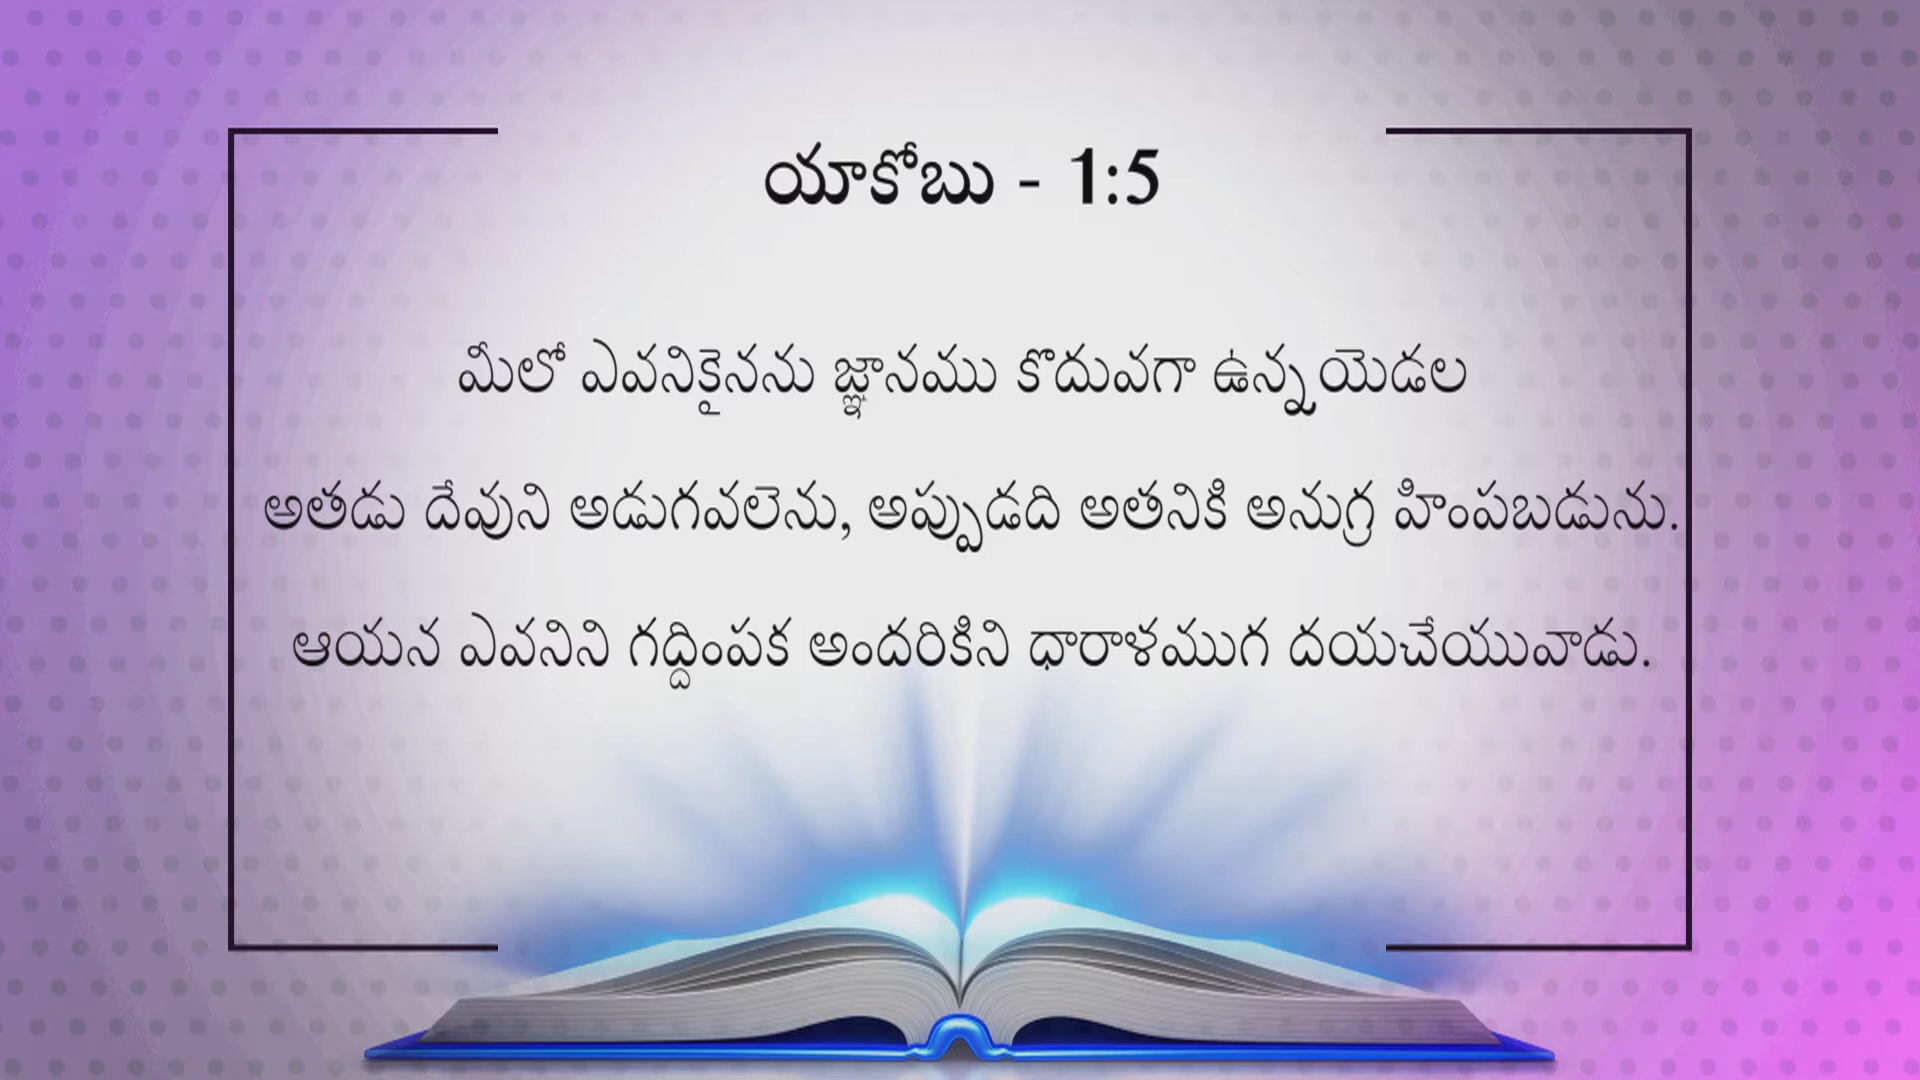 యాకోబు - 1:5
మీలో ఎవనికైనను జ్ఞానము కొదువగా ఉన్నయెడల
అతడు దేవుని అడుగవలెను, అప్పుడది అతనికి అనుగ్ర హింపబడును.
ఆయన ఎవనిని గద్దింపక అందరికిని ధారాళముగ దయచేయువాడు.